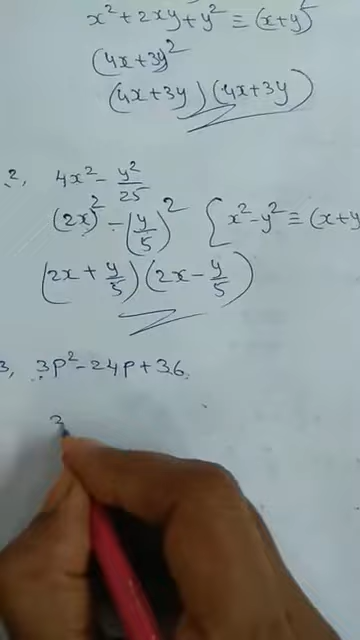 x² + 2xy + y² ≡ (x+y)²
(4x+3y)²
(4x+3y)(4x+3y)
2, 4x² - y²/25
(2x)² - (y/5)² { x² - y² ≡ (x+y
(2x + y/5)(2x - y/5)
3, 3p² - 24p + 36
3